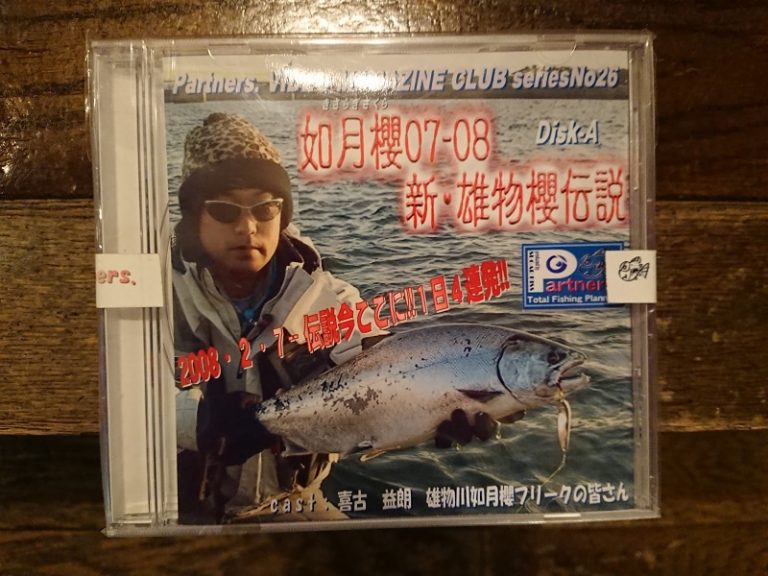 Partners. VIDEO MAGAZINE CLUB seriesNo26
きさらぎさくら
如月櫻07-08
Disk-A
新・雄物櫻伝説
artners
Total Fishing Plann
ers.
2008・2・7-伝説今ここに!!1日4連発!!
cast: 喜古 益朗 雄物川如月櫻フリークの皆さん